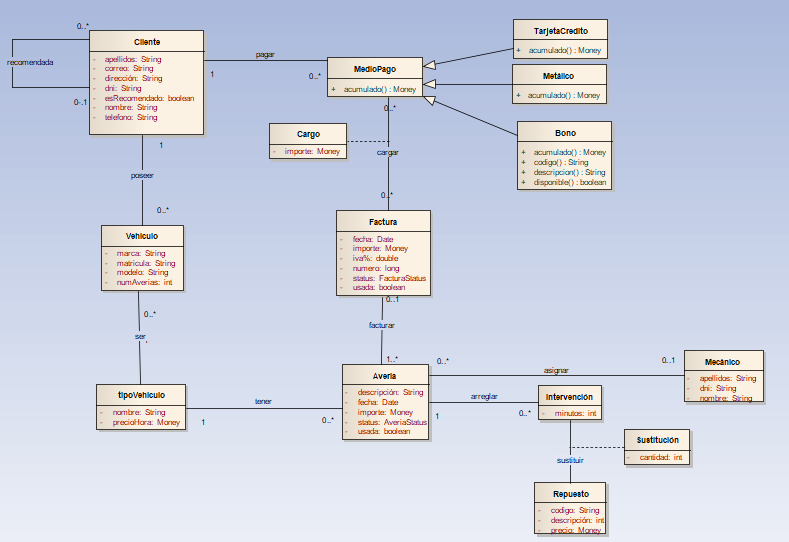 0..*
Cliente
apellidos: String
correo: String
dirección: String
dni: String
esRecomendado: boolean
nombre: String
telefono: String
recomendada
0-.1
pagar
1
0..*
MedioPago
+ acumulado() : Money
TarjetaCredito
+ acumulado() : Money
Metálico
+ acumulado() : Money
Bono
+ acumulado() : Money
+ codigo() : String
+ descripcion() : String
+ disponible() : boolean
0..*
Cargo
- importe: Money
cargar
0..*
1
poseer
0..*
Vehiculo
- marca: String
- matricula: String
- modelo: String
- numAverias: int
Factura
- fecha: Date
- importe: Money
- iva%: double
- numero: long
- status: FacturaStatus
- usada: boolean
0..1
facturar
1..*
0..*
ser
tipoVehiculo
- nombre: String
- precioHora: Money
tener
1
0..*
Averia
- descripción: String
- fecha: Date
- importe: Money
- status: AveriaStatus
- usada: boolean
0..*
asignar
0..1
Mecánico
- apellidos: String
- dni: String
- nombre: String
arreglar
1
0..*
Intervención
- minutos: int
Sustitución
- cantidad: int
sustituir
Repuesto
- codigo: String
- descripción: int
- precio: Money